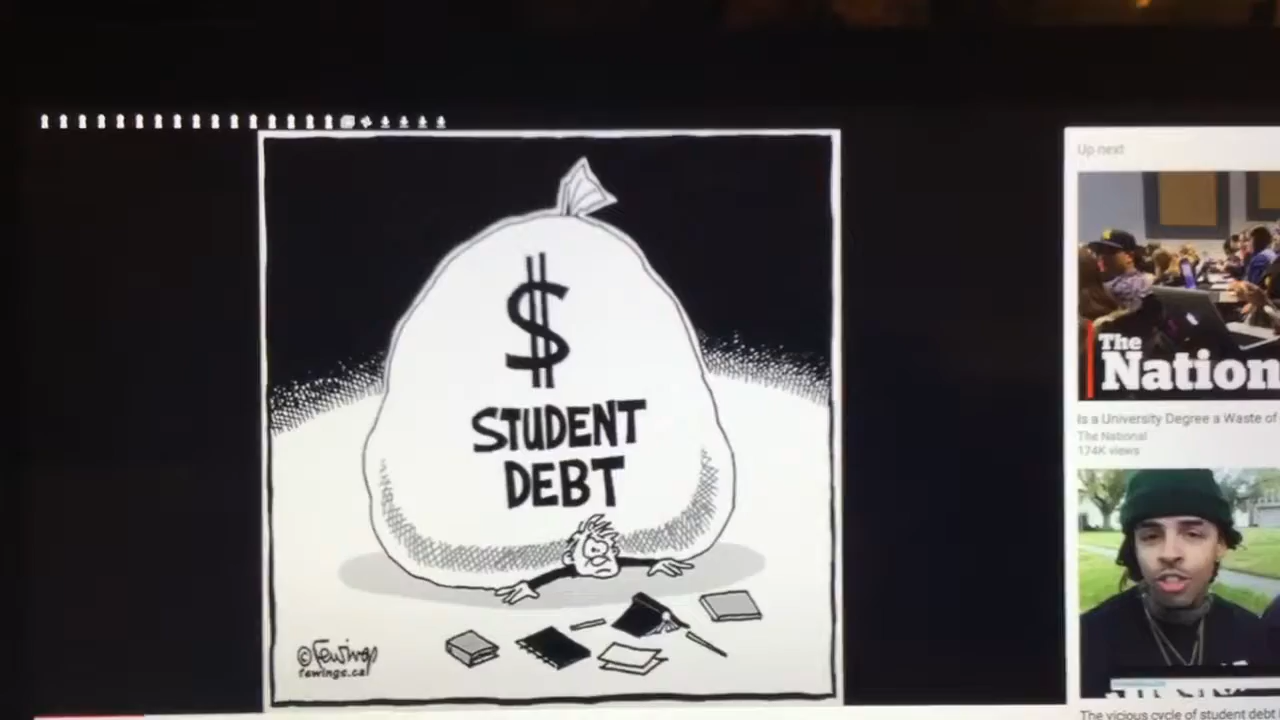 $
STUDENT
DEBT
©Fewings
fewings.ca
Up next
The
Nation
Is a University Degree a Waste of
The National
174K views
The vicious cycle of student debt